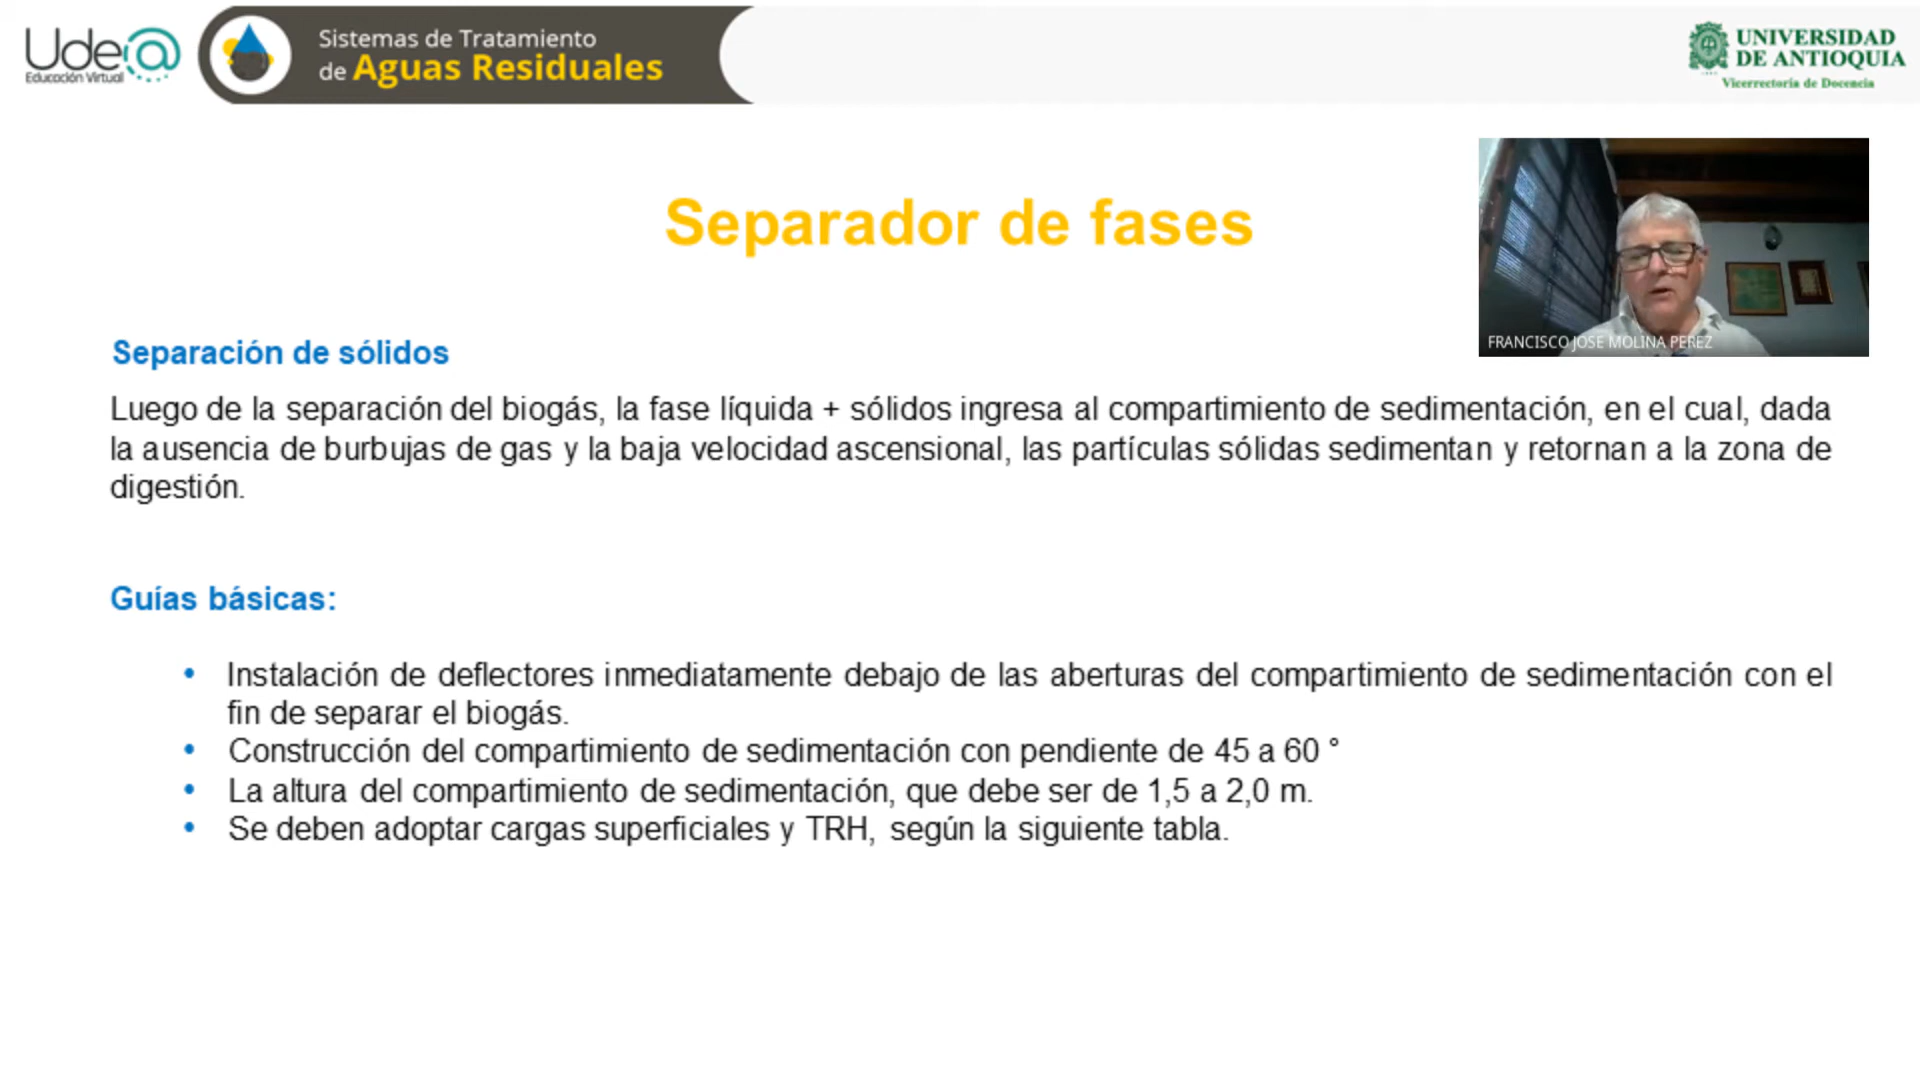 Ude@
Educación Virtual
Sistemas de Tratamiento
de Aguas Residuales
UNIVERSIDAD
DE ANTIOQUIA
Vicerrectoría de Docencia
Separador de fases
FRANCISCO JOSE MOLINA PEREZ
Separación de sólidos
Luego de la separación del biogás, la fase líquida + sólidos ingresa al compartimiento de sedimentación, en el cual, dada
la ausencia de burbujas de gas y la baja velocidad ascensional, las partículas sólidas sedimentan y retornan a la zona de
digestión.
Guías básicas:
• Instalación de deflectores inmediatamente debajo de las aberturas del compartimiento de sedimentación con el
fin de separar el biogás.
• Construcción del compartimiento de sedimentación con pendiente de 45 a 60 °
• La altura del compartimiento de sedimentación, que debe ser de 1,5 a 2,0 m.
• Se deben adoptar cargas superficiales y TRH, según la siguiente tabla.